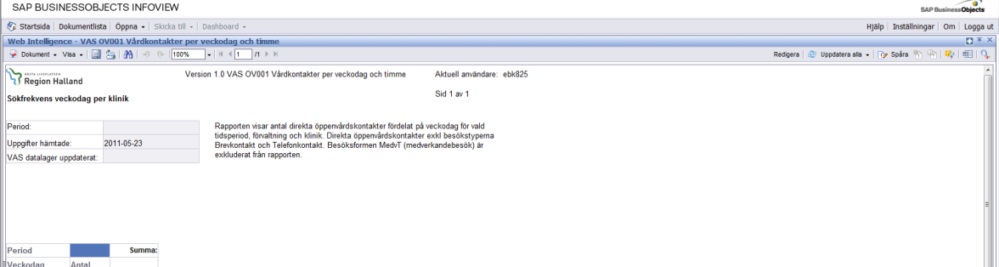 SAP BUSINESSOBJECTS INFOVIEW
SAP BusinessObjects
Startsida Dokumentlista Öppna Skicka till Dashboard Hjälp Inställningar Om Logga ut
Web Intelligence - VAS OV001 Vårdkontakter per veckodag och timme
Dokument Visa 100% 1 /1 Redigera Uppdatera alla Spåra
BÄSTA LIVSPLATSEN
Region Halland
Version 1.0 VAS OV001 Vårdkontakter per veckodag och timme Aktuell användare: ebk825
Sid 1 av 1
Sökfrekvens veckodag per klinik
Period:
Uppgifter hämtade: 2011-05-23
VAS datalager uppdaterat:
Rapporten visar antal direkta öppenvårdskontakter fördelat på veckodag för vald
tidsperiod, förvaltning och klinik. Direkta öppenvårdskontakter exkl besökstyperna
Brevkontakt och Telefonkontakt. Besöksformen MedvT (medverkandebesök) är
exkluderat från rapporten.
Period Summa:
Veckodag Antal